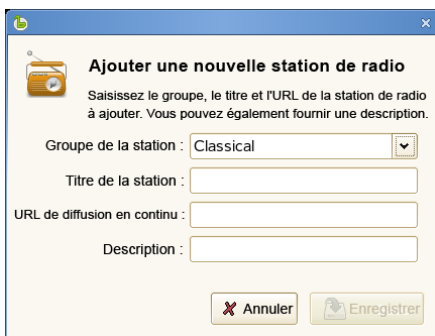 Ajouter une nouvelle station de radio
Saisissez le groupe, le titre et l'URL de la station de radio
à ajouter. Vous pouvez également fournir une description.
Groupe de la station : Classical
Titre de la station :
URL de diffusion en continu :
Description :
Annuler Enregistrer